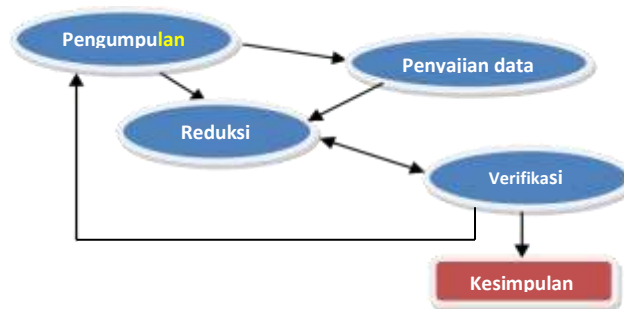 Pengumpulan
Penyajian data
Reduksi
Verifikasi
Kesimpulan